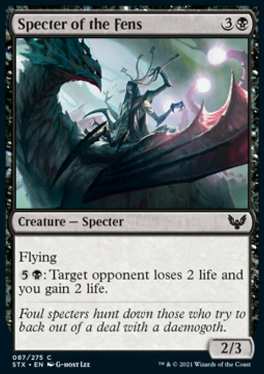 Specter of the Fens 3
Creature — Specter
Flying
5 : Target opponent loses 2 life and
you gain 2 life.
Foul specters hunt down those who try to
back out of a deal with a daemogoth.
2/3
087/275 C
STX • EN G-HOST LEE
™ & © 2021 Wizards of the Coast